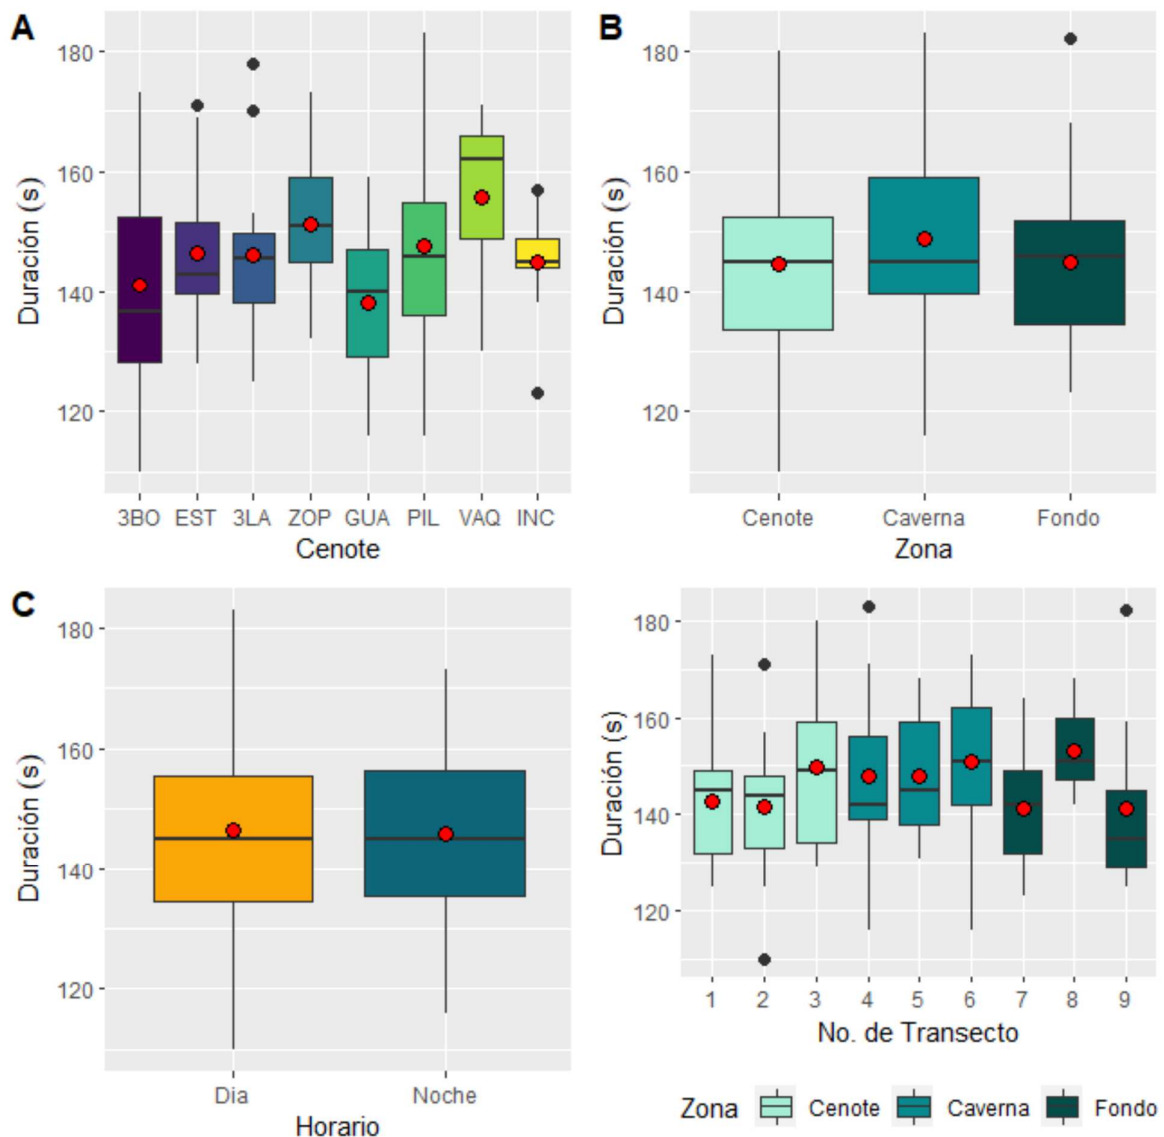 A
Duración (s)
180
160
140
120
3BO EST 3LA ZOP GUA PIL VAQ INC
Cenote
B
Duración (s)
180
160
140
120
Cenote Caverna Fondo
Zona
C
Duración (s)
180
160
140
120
Dia Noche
Horario
Duración (s)
180
160
140
120
1 2 3 4 5 6 7 8 9
No. de Transecto
Zona Cenote Caverna Fondo